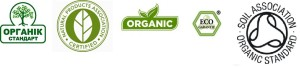 ОРГАНІК
СТАНДАРТ
NATURAL PRODUCTS ASSOCIATION
CERTIFIED
ORGANIC
ECO
SOIL ASSOCIATION
ORGANIC STANDARD